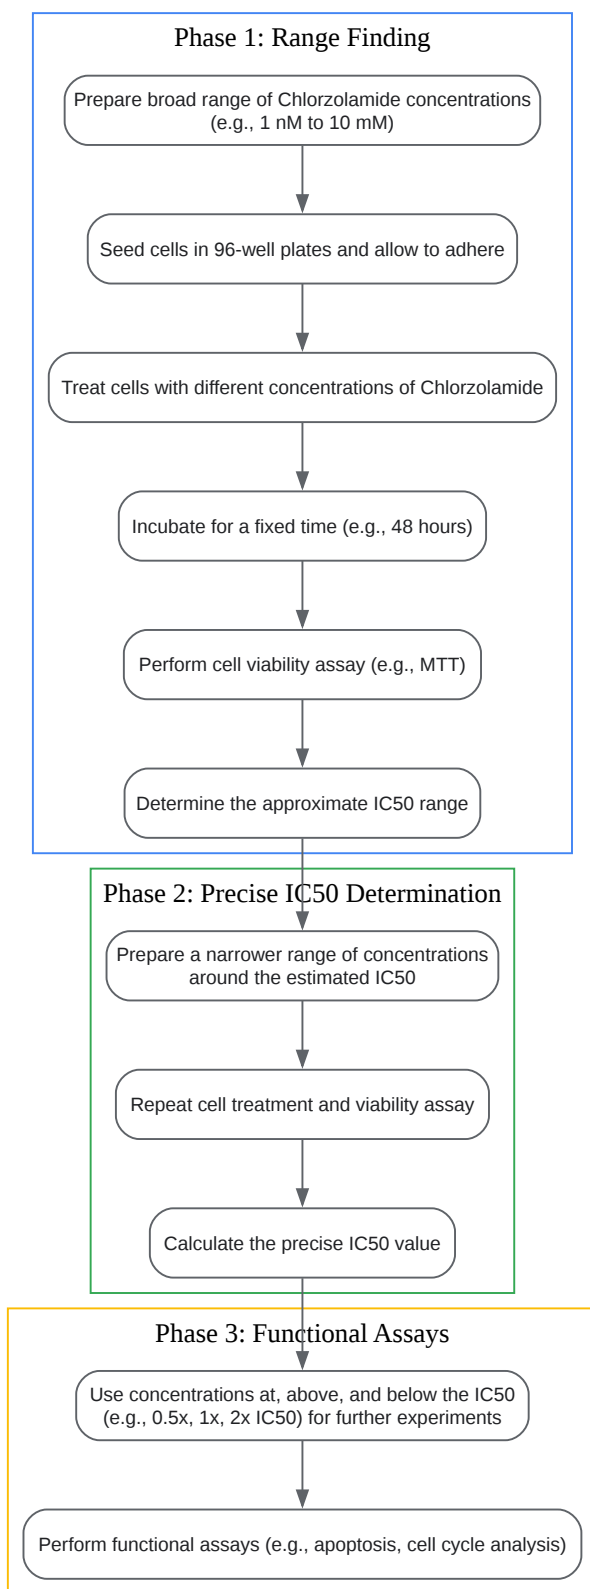 Phase 1: Range Finding
Prepare broad range of Chlorzolamide concentrations
(e.g., 1 nM to 10 mM)
Seed cells in 96-well plates and allow to adhere
Treat cells with different concentrations of Chlorzolamide
Incubate for a fixed time (e.g., 48 hours)
Perform cell viability assay (e.g., MTT)
Determine the approximate IC50 range
Phase 2: Precise IC50 Determination
Prepare a narrower range of concentrations
around the estimated IC50
Repeat cell treatment and viability assay
Calculate the precise IC50 value
Phase 3: Functional Assays
Use concentrations at, above, and below the IC50
(e.g., 0.5x, 1x, 2x IC50) for further experiments
Perform functional assays (e.g., apoptosis, cell cycle analysis)